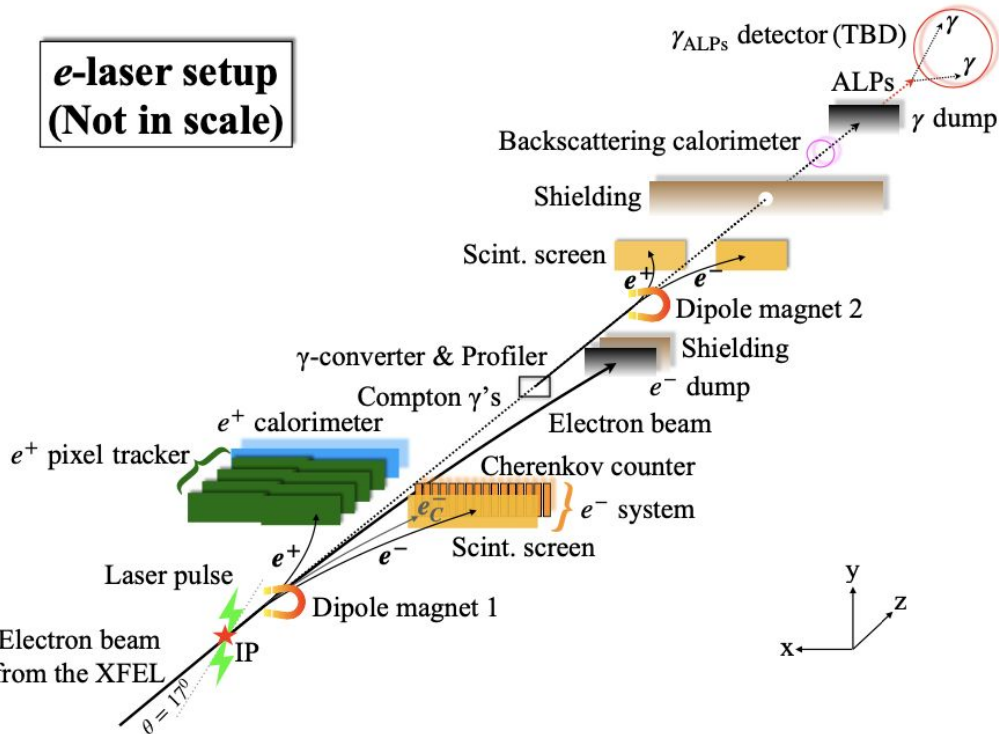 e-laser setup
(Not in scale)
γALPs detector (TBD)
γ
γ
ALPs
γ dump
Backscattering calorimeter
Shielding
Scint. screen
e+
e−
Dipole magnet 2
Shielding
γ-converter & Profiler
e− dump
Compton γ's
Electron beam
e+ calorimeter
e+ pixel tracker
Cherenkov counter
e−C
e− system
Scint. screen
e+
e−
Laser pulse
Dipole magnet 1
IP
Electron beam
from the XFEL
θ = 17⁰
y
z
x